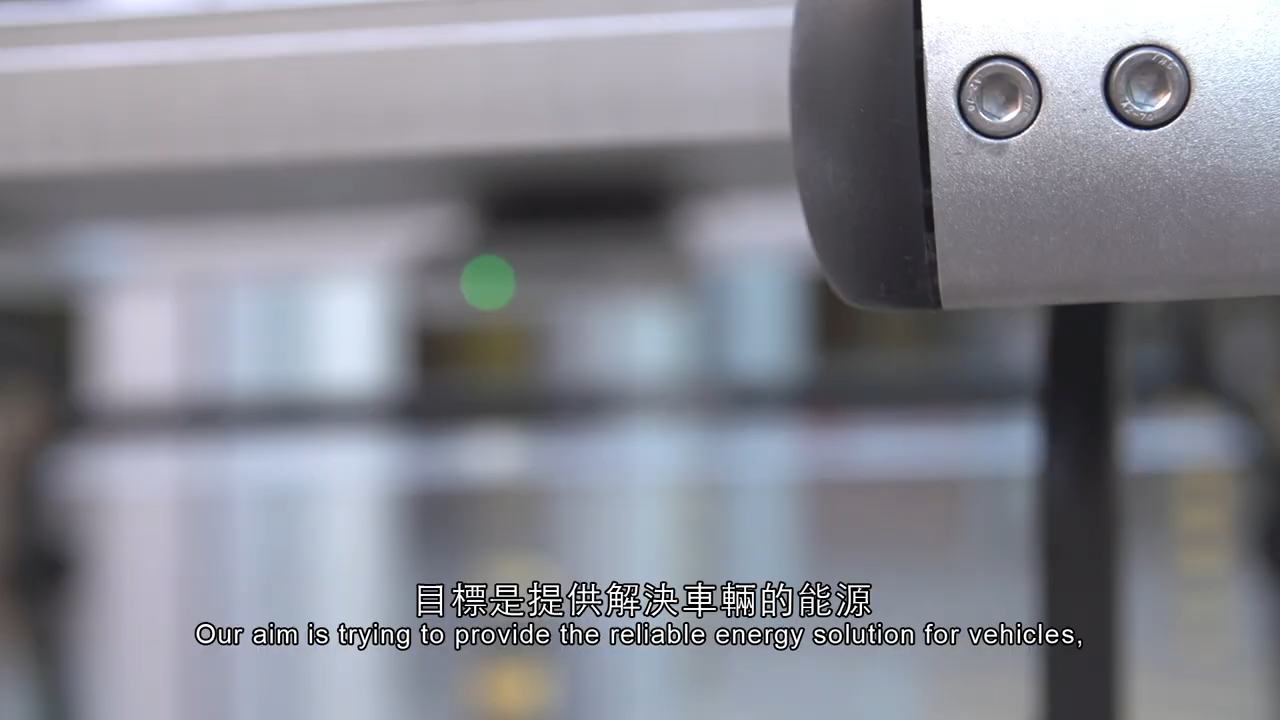 目標是提供解決車輛的能源
Our aim is trying to provide the reliable energy solution for vehicles,